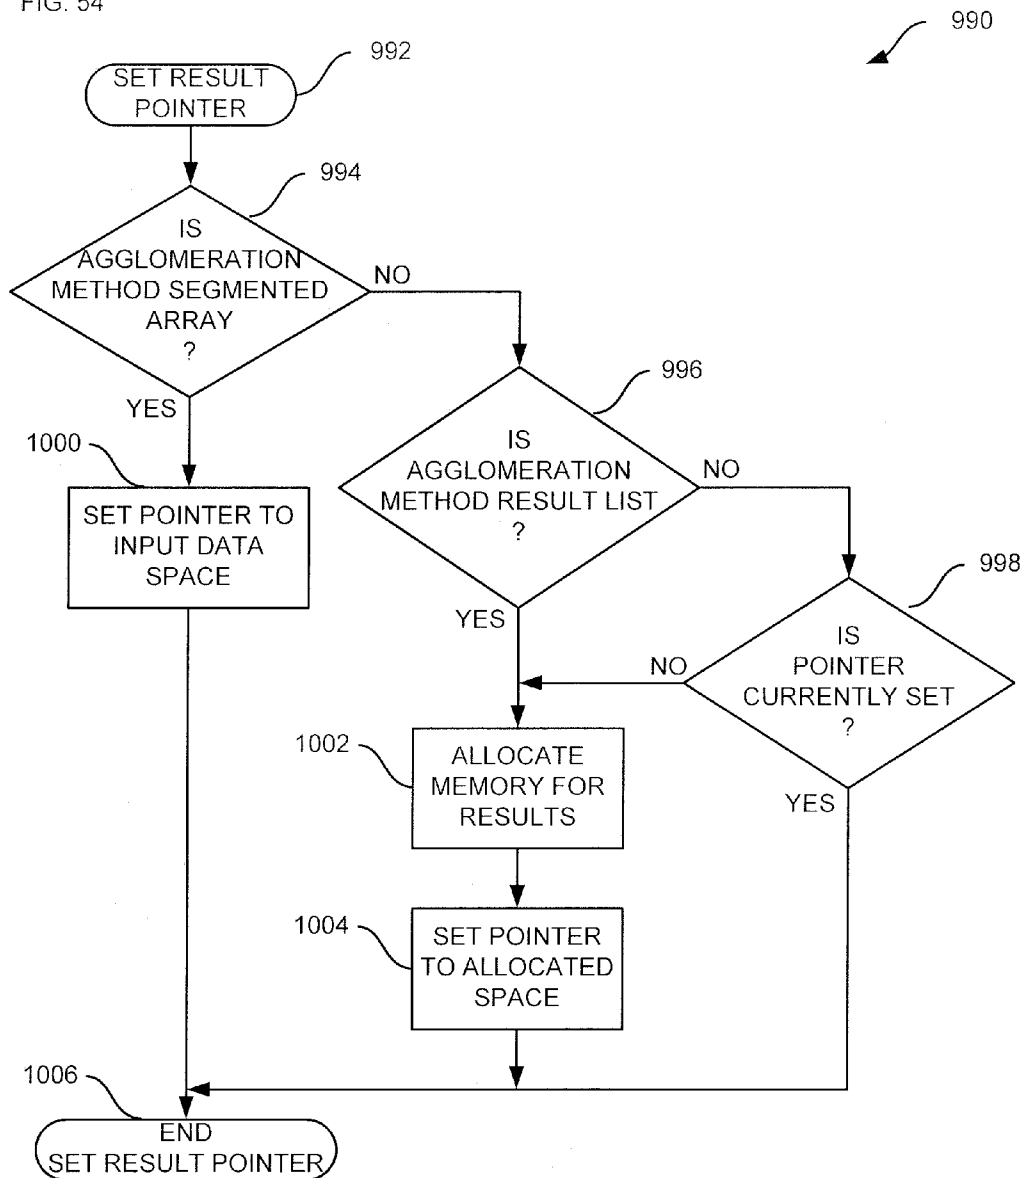 FIG. 54
990
992
SET RESULT
POINTER
994
IS
AGGLOMERATION
METHOD SEGMENTED
ARRAY
?
NO
YES
996
IS
AGGLOMERATION
METHOD RESULT LIST
?
NO
YES
1000
SET POINTER TO
INPUT DATA
SPACE
998
IS
POINTER
CURRENTLY SET
?
NO
YES
1002
ALLOCATE
MEMORY FOR
RESULTS
1004
SET POINTER
TO ALLOCATED
SPACE
1006
END
SET RESULT POINTER